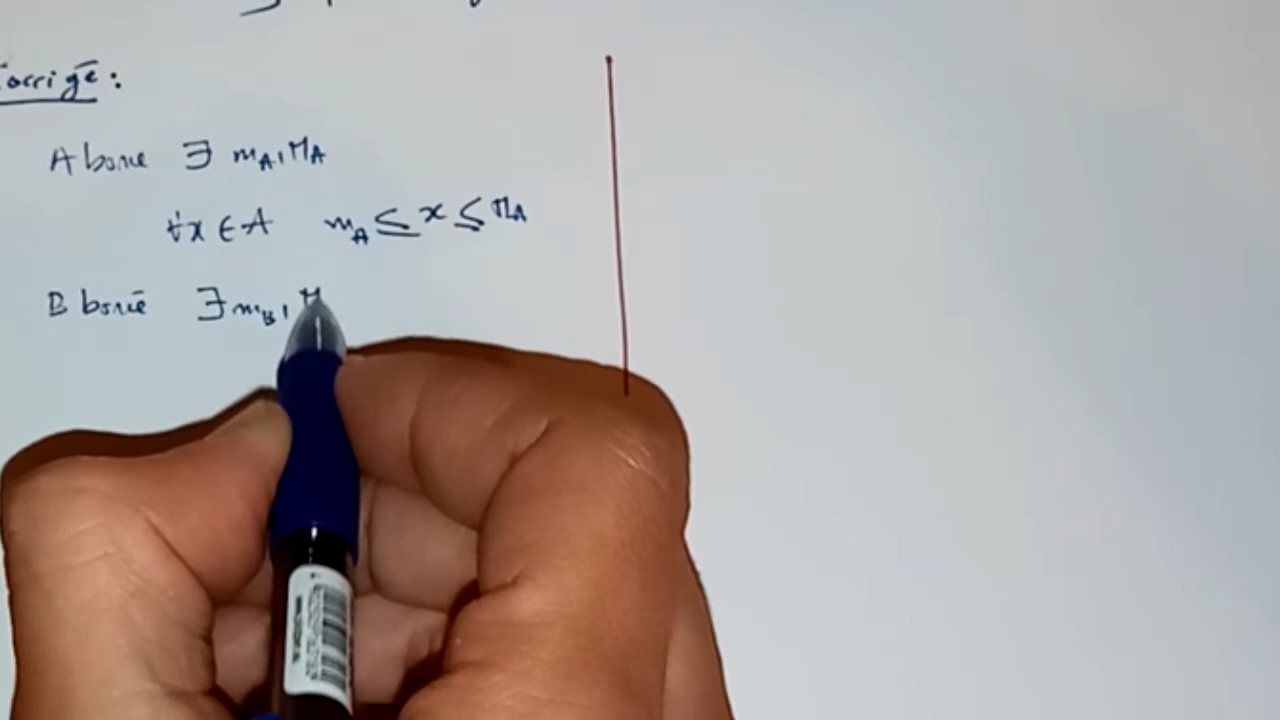 Corrigé:
A borné ∃ m_A, M_A
∀x ∈ A m_A ≤ x ≤ M_A
B borné ∃ m_B, M